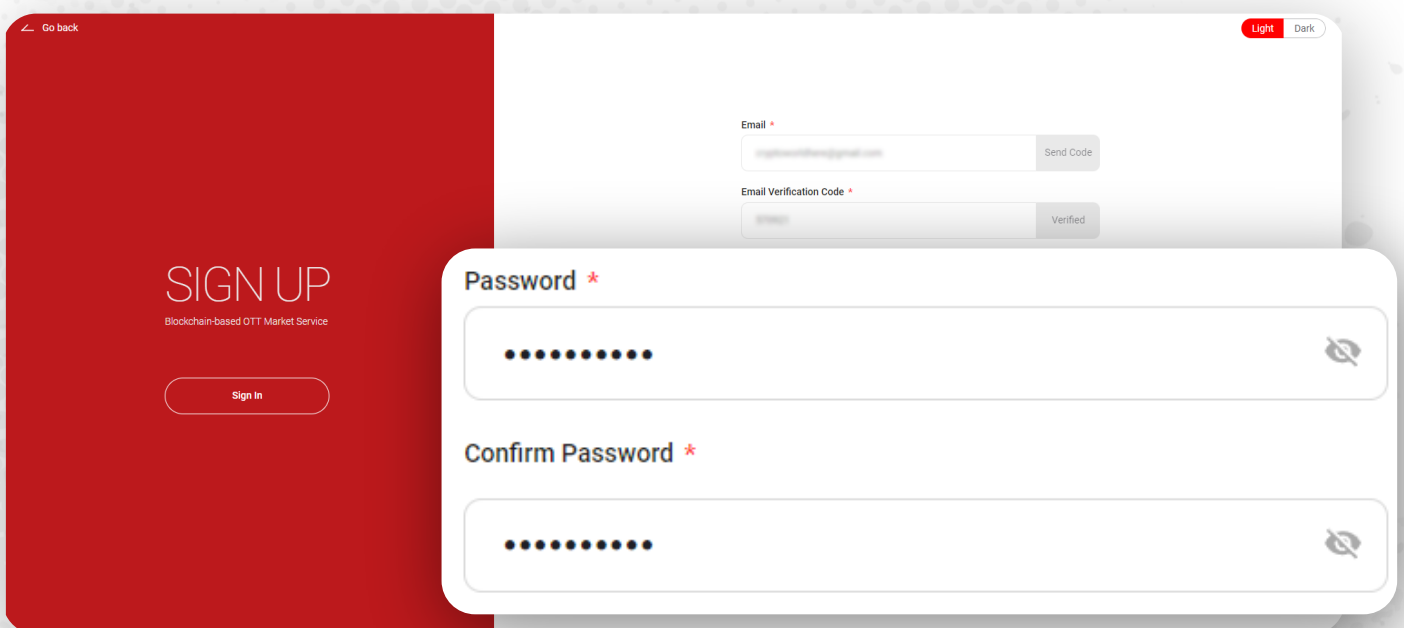 Go back
Light Dark
Email *
Send Code
Email Verification Code *
Verified
SIGN UP
Blockchain-based OTT Market Service
Sign In
Password *
••••••••••
Confirm Password *
••••••••••